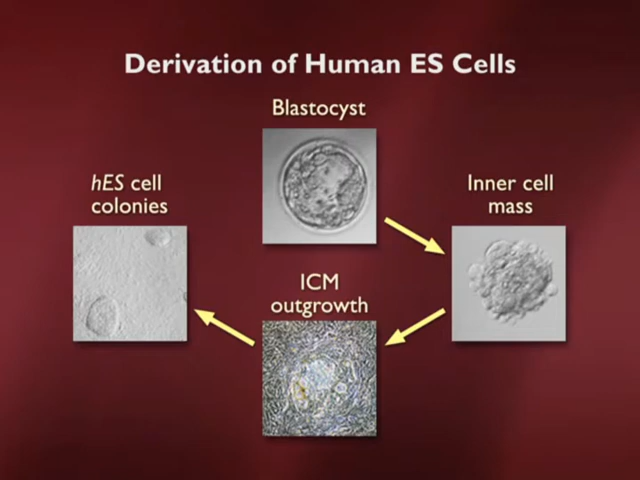 Derivation of Human ES Cells
Blastocyst
hES cell
colonies
Inner cell
mass
ICM
outgrowth